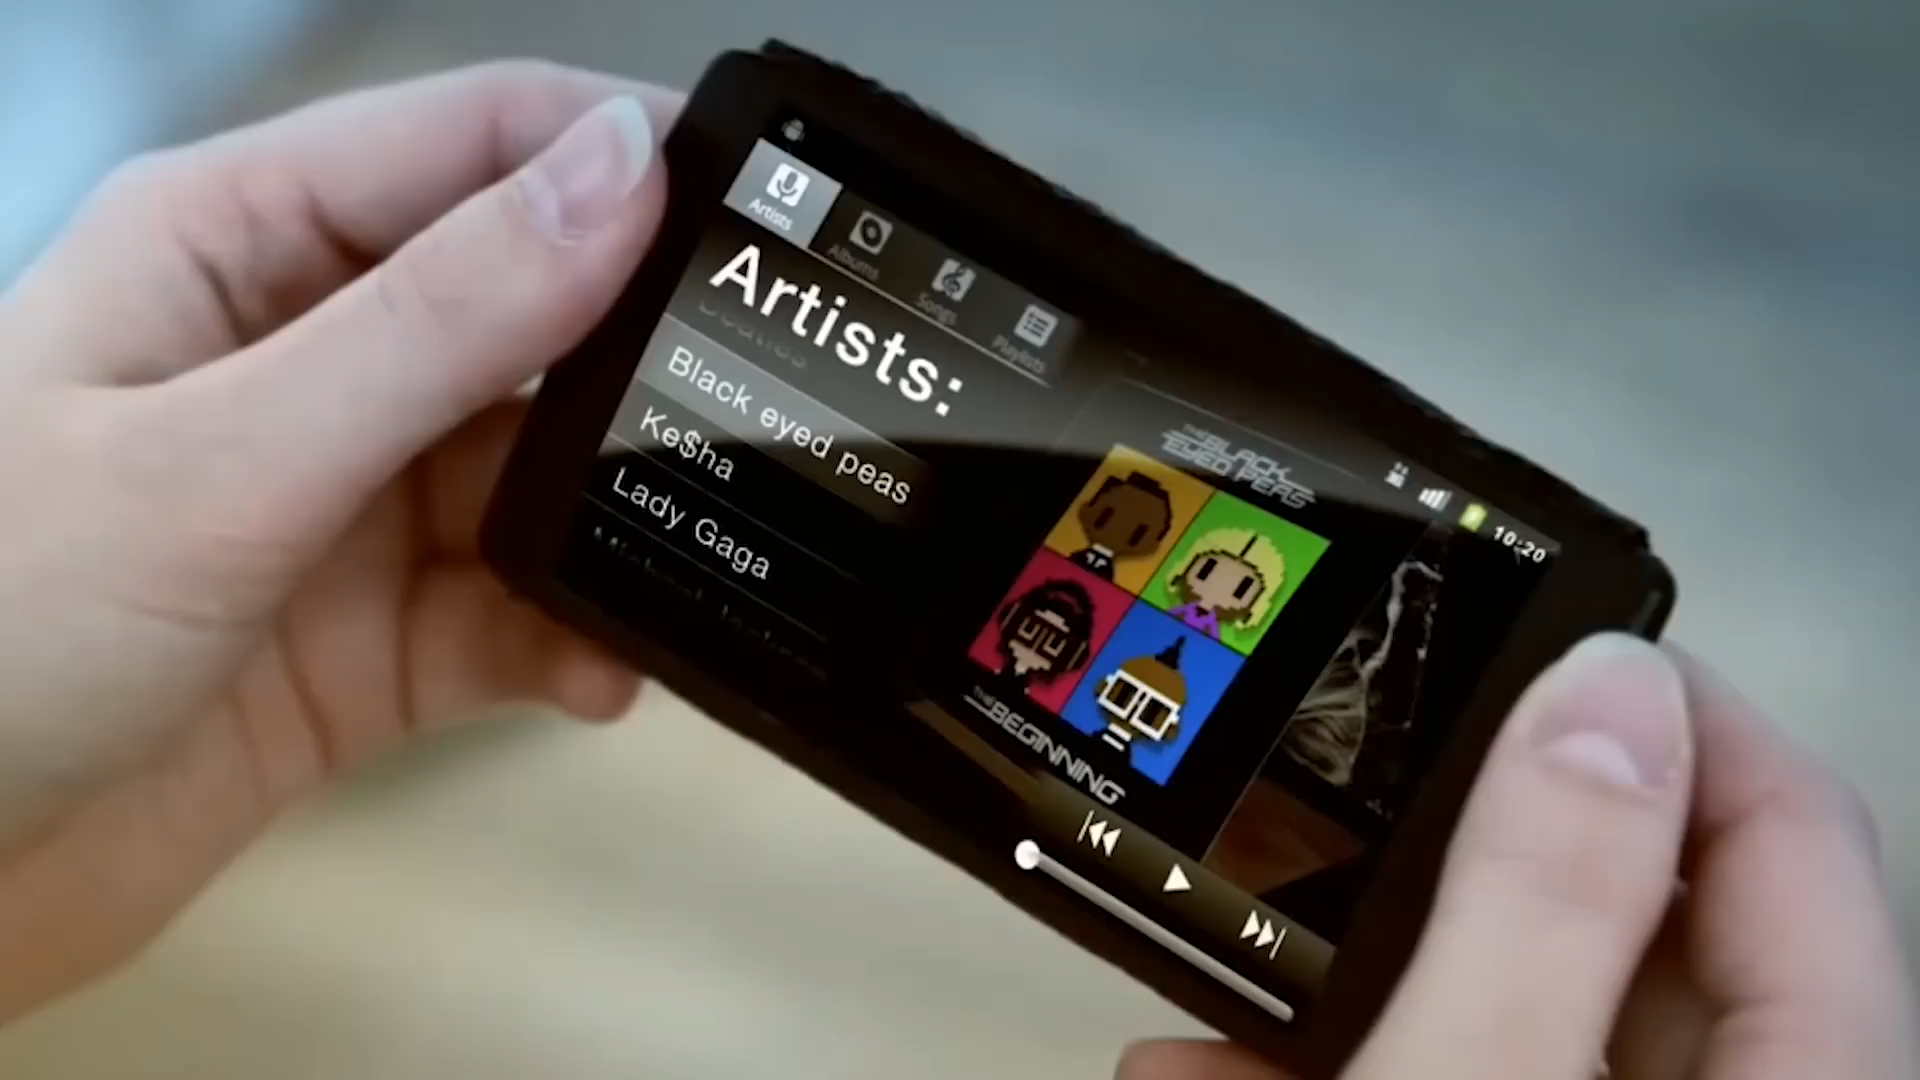 Artists
Albums
Songs
Playlists
Artists:
Beatles
Black eyed peas
Ke$ha
Lady Gaga
10:20
THE BLACK
EYED PEAS
THE BEGINNING